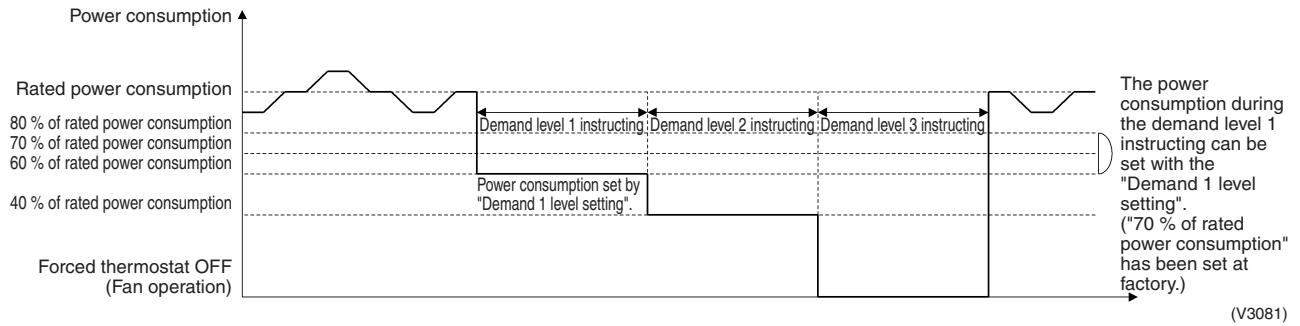 Power consumption
Rated power consumption
80 % of rated power consumption
70 % of rated power consumption
60 % of rated power consumption
40 % of rated power consumption
Forced thermostat OFF
(Fan operation)
Demand level 1 instructing
Demand level 2 instructing
Demand level 3 instructing
Power consumption set by
"Demand 1 level setting".
The power
consumption during
the demand level 1
instructing can be
set with the
"Demand 1 level
setting".
("70 % of rated
power consumption"
has been set at
factory.)
(V3081)